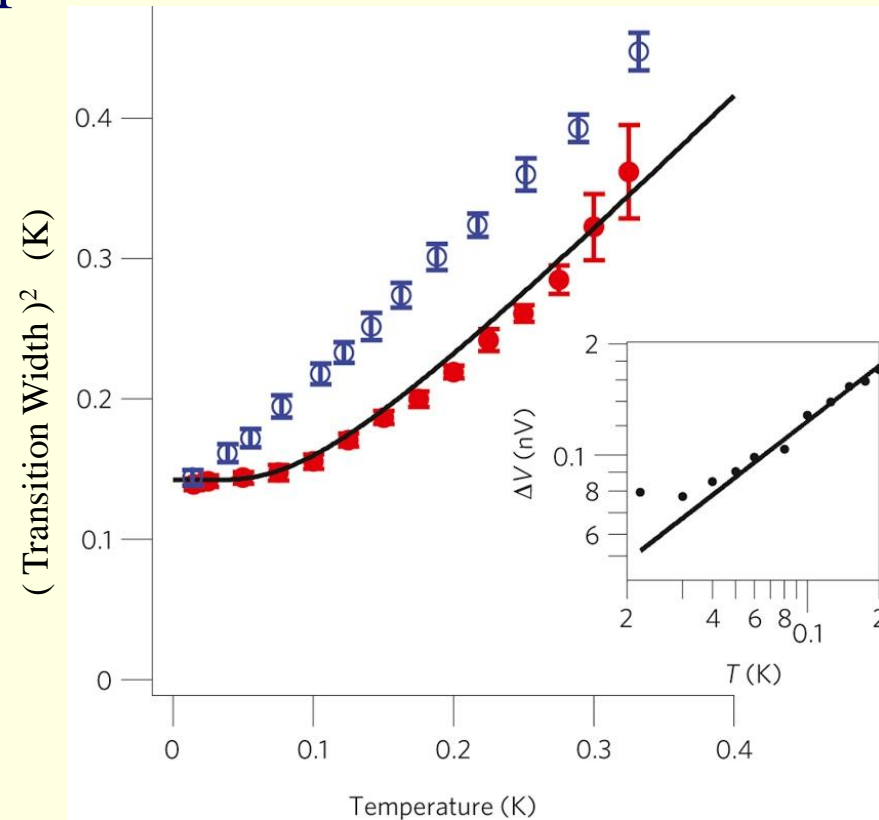 ( Transition Width )² (K)
0.4
0.3
0.2
0.1
0
0 0.1 0.2 0.3 0.4
Temperature (K)
ΔV (nV)
2
0.1
8
6
2 4 6 8 0.1
T (K)